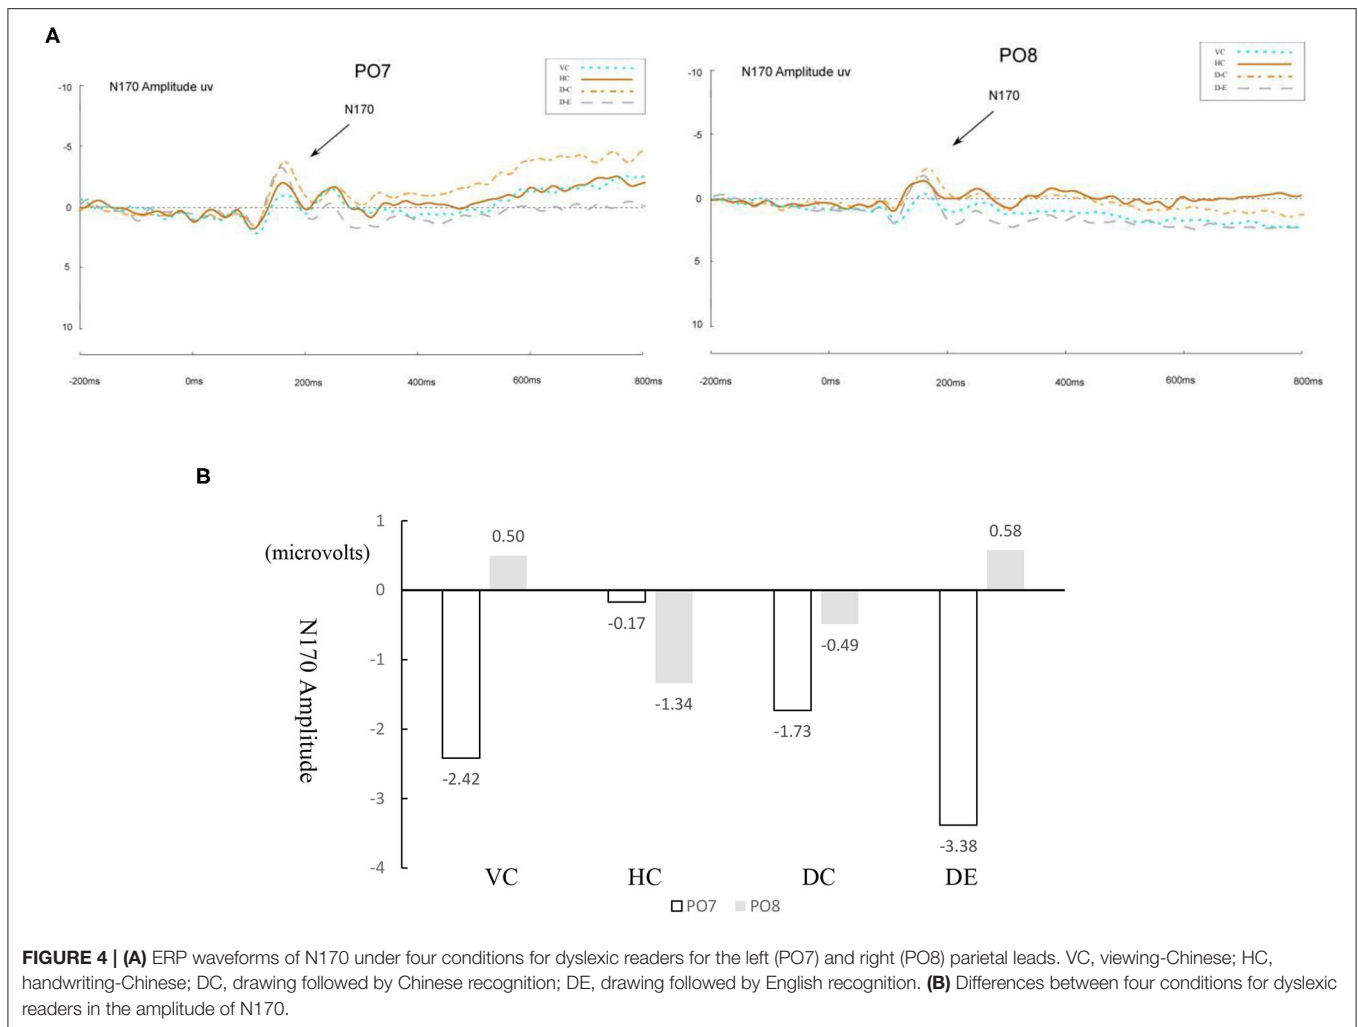 A
PO7
N170 Amplitude uv
N170
VC
HC
D-C
D-E
-10
-5
0
5
10
-200ms 0ms 200ms 400ms 600ms 800ms
PO8
N170 Amplitude uv
N170
VC
HC
D-C
D-E
-10
-5
0
5
10
-200ms 0ms 200ms 400ms 600ms 800ms
B
(microvolts)
N170 Amplitude
1
0
-1
-2
-3
-4
0.50
0.58
-0.17
-0.49
-1.34
-1.73
-2.42
-3.38
VC HC DC DE
PO7 PO8
FIGURE 4 | (A) ERP waveforms of N170 under four conditions for dyslexic readers for the left (PO7) and right (PO8) parietal leads. VC, viewing-Chinese; HC,
handwriting-Chinese; DC, drawing followed by Chinese recognition; DE, drawing followed by English recognition. (B) Differences between four conditions for dyslexic
readers in the amplitude of N170.